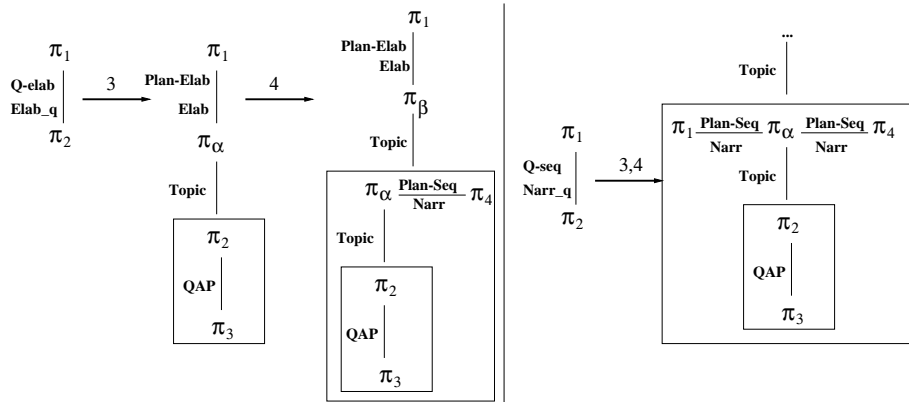 π1
Q-elab
Elab_q
π2
3
π1
Plan-Elab
Elab
πα
Topic
π2
QAP
π3
4
π1
Plan-Elab
Elab
πβ
Topic
πα Plan-Seq π4
Narr
Topic
π2
QAP
π3
π1
Q-seq
Narr_q
π2
3,4
...
Topic
π1 Plan-Seq πα Plan-Seq π4
Narr Narr
Topic
π2
QAP
π3